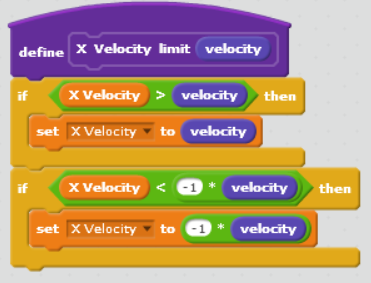 define X Velocity limit velocity
if X Velocity > velocity then
set X Velocity to velocity
if X Velocity < -1 * velocity then
set X Velocity to -1 * velocity